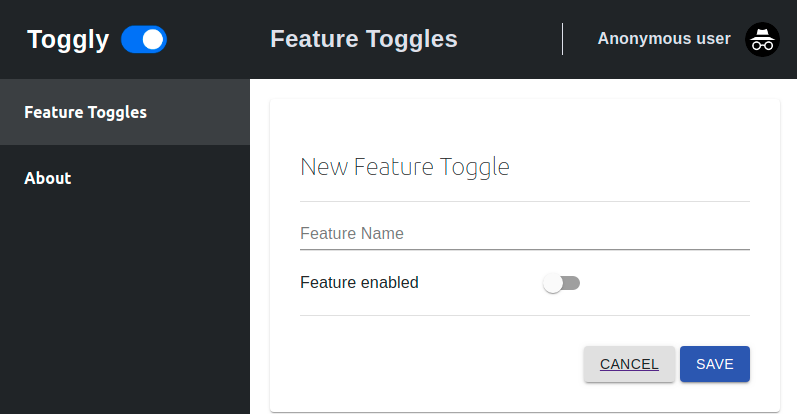 Toggly
Feature Toggles
Anonymous user
Feature Toggles
About
New Feature Toggle
Feature Name
Feature enabled
CANCEL
SAVE